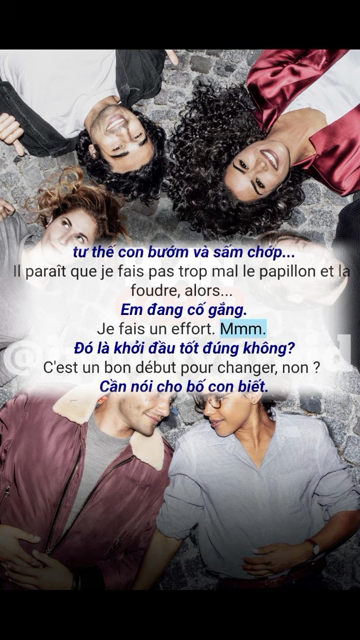 tư thế con bướm và sấm chớp...
Il paraît que je fais pas trop mal le papillon et la
foudre, alors...
Em đang cố gắng.
Je fais un effort. Mmm.
Đó là khởi đầu tốt đúng không?
C'est un bon début pour changer, non ?
Cần nói cho bố con biết.